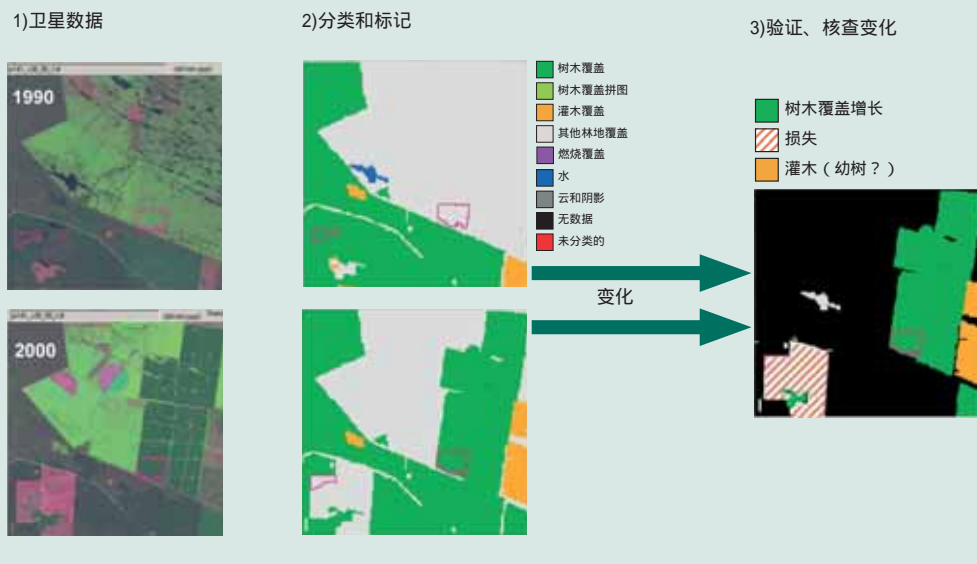 1)卫星数据
2)分类和标记
3)验证、核查变化
1990
2000
树木覆盖
树木覆盖拼图
灌木覆盖
其他林地覆盖
燃烧覆盖
水
云和阴影
无数据
未分类的
变化
树木覆盖增长
损失
灌木（幼树？）